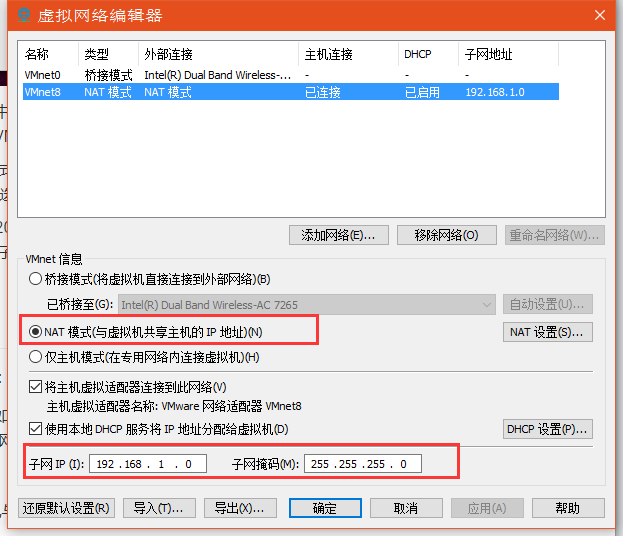 虚拟网络编辑器
名称 类型 外部连接 主机连接 DHCP 子网地址
VMnet0 桥接模式 Intel(R) Dual Band Wireless-... - - -
VMnet8 NAT 模式 NAT 模式 已连接 已启用 192.168.1.0
添加网络(E)... 移除网络(O) 重命名网络(W)...
VMnet 信息
桥接模式(将虚拟机直接连接到外部网络)(B)
已桥接至(G): Intel(R) Dual Band Wireless-AC 7265 自动设置(U)...
NAT 模式(与虚拟机共享主机的 IP 地址)(N) NAT 设置(S)...
仅主机模式(在专用网络内连接虚拟机)(H)
将主机虚拟适配器连接到此网络(V)
主机虚拟适配器名称: VMware 网络适配器 VMnet8
使用本地 DHCP 服务将 IP 地址分配给虚拟机(D) DHCP 设置(P)...
子网 IP (I): 192 . 168 . 1 . 0 子网掩码(M): 255 . 255 . 255 . 0
还原默认设置(R) 导入(T)... 导出(X)... 确定 取消 应用(A) 帮助